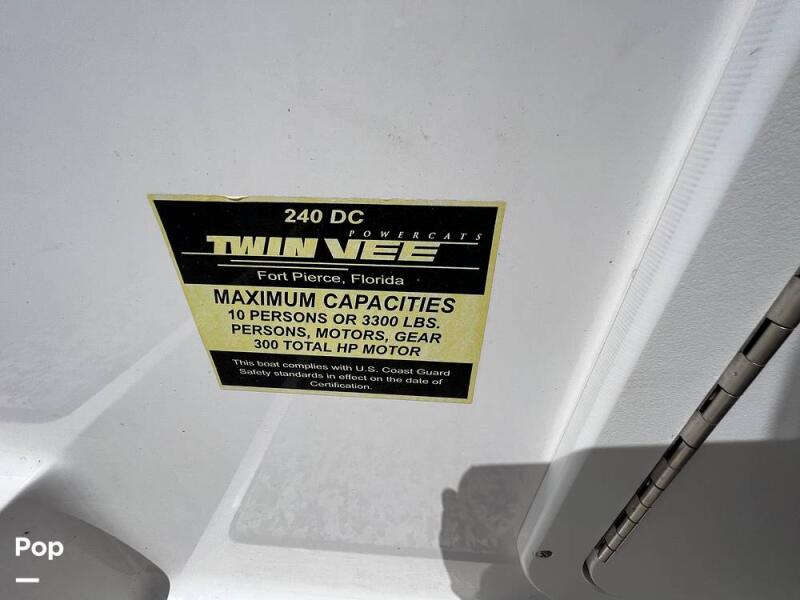 240 DC
POWERCATS
TWIN VEE
Fort Pierce, Florida
MAXIMUM CAPACITIES
10 PERSONS OR 3300 LBS.
PERSONS, MOTORS, GEAR
300 TOTAL HP MOTOR
This boat complies with U.S. Coast Guard
Safety standards in effect on the date of
Certification.
Pop